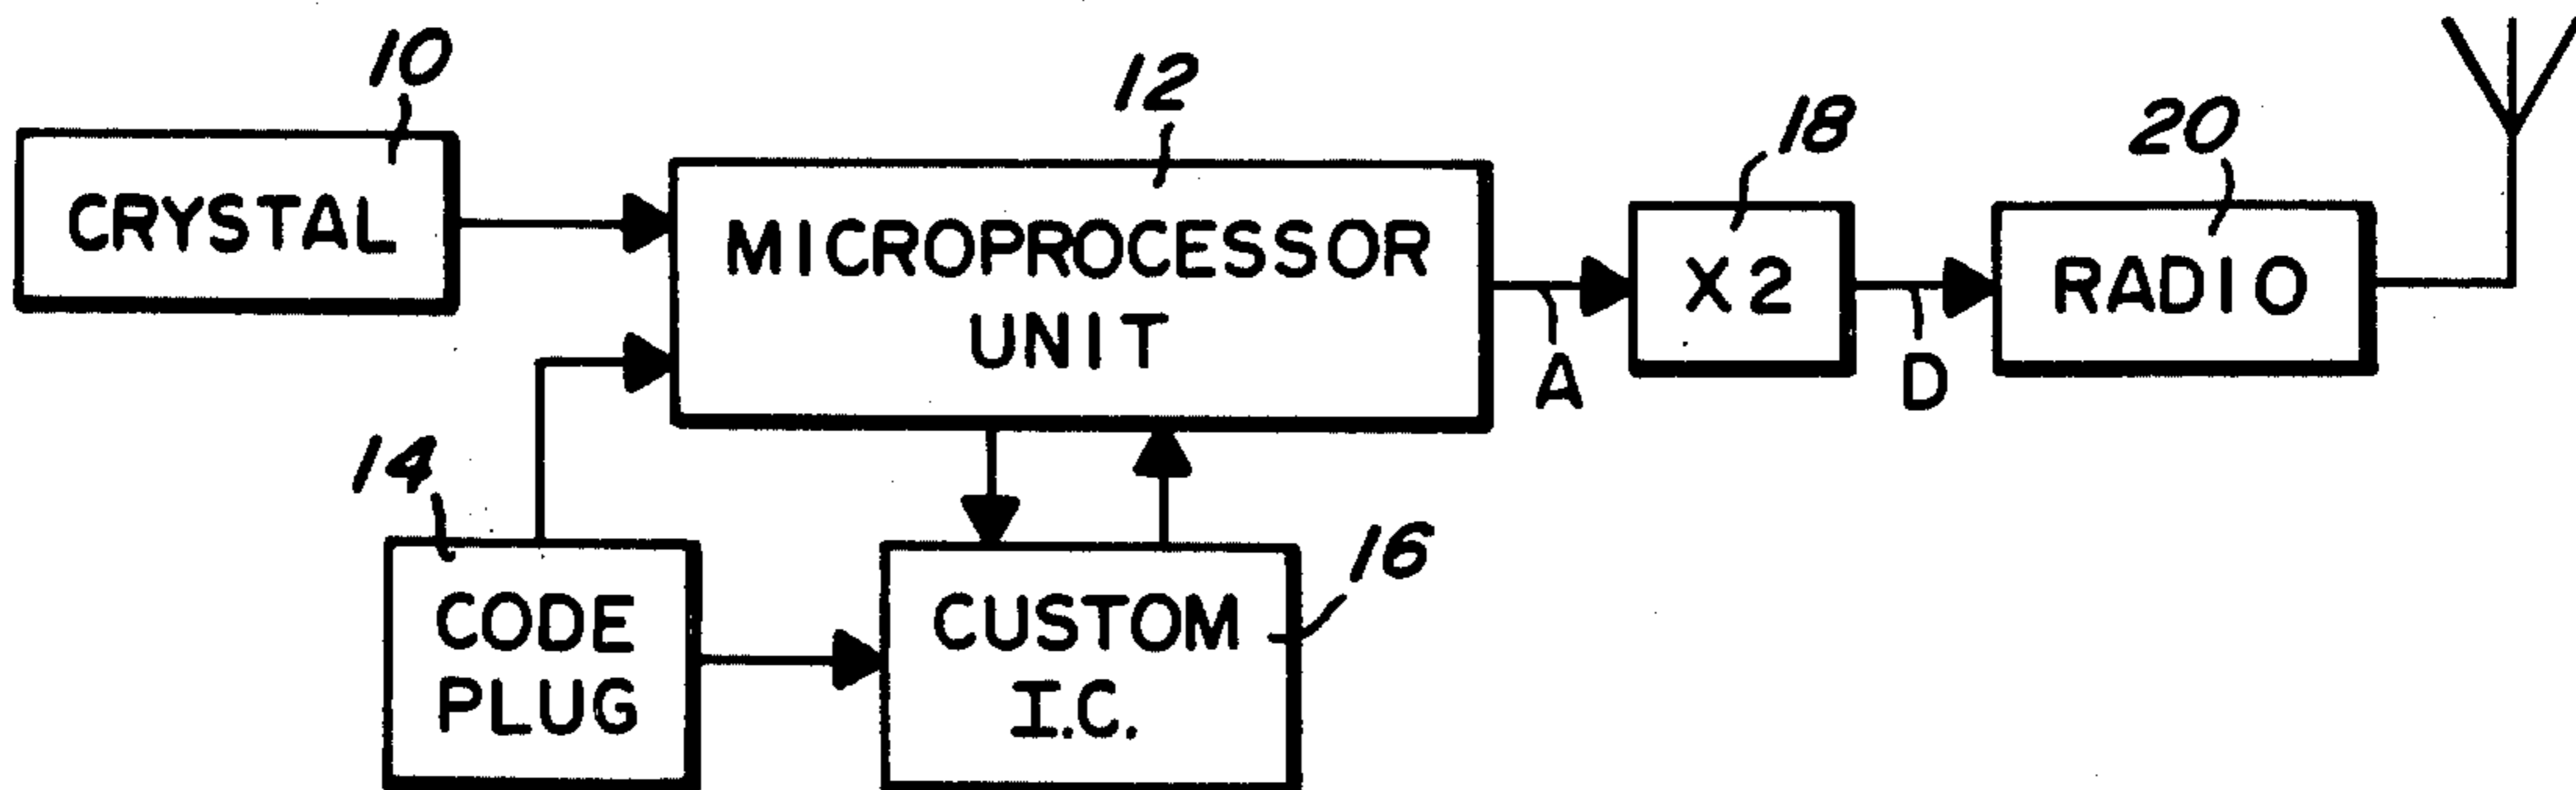 10
CRYSTAL
12
MICROPROCESSOR
UNIT
18
X2
20
RADIO
A
D
14
CODE
PLUG
16
CUSTOM
I.C.